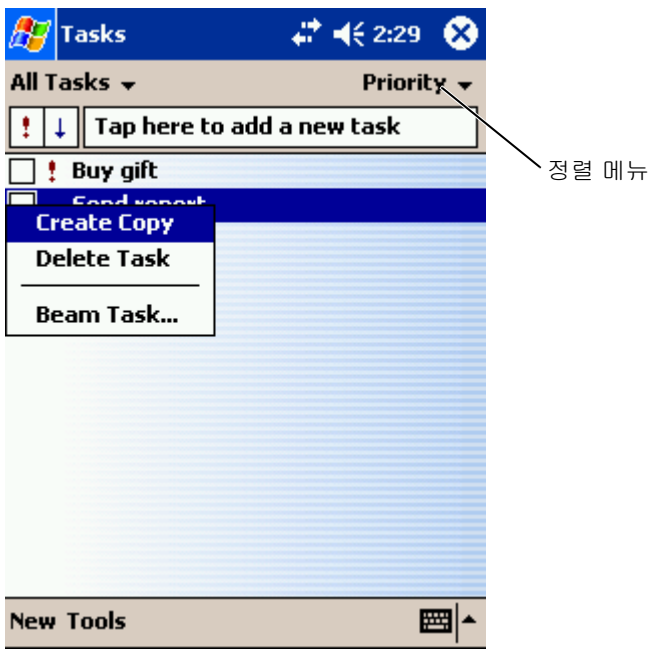 Tasks 2:29
All Tasks Priority
! ↓ Tap here to add a new task
! Buy gift
정렬 메뉴
Send report
Create Copy
Delete Task
Beam Task...
New Tools